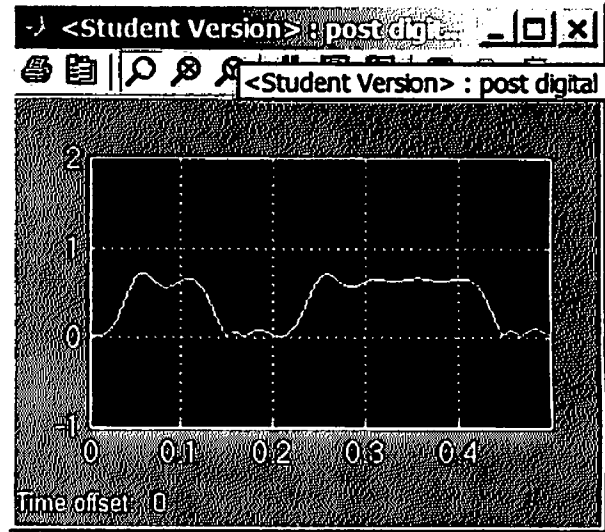 <Student Version> : post digit...
<Student Version> : post digital
2
1
0
-1
0 0.1 0.2 0.3 0.4
Time offset: 0